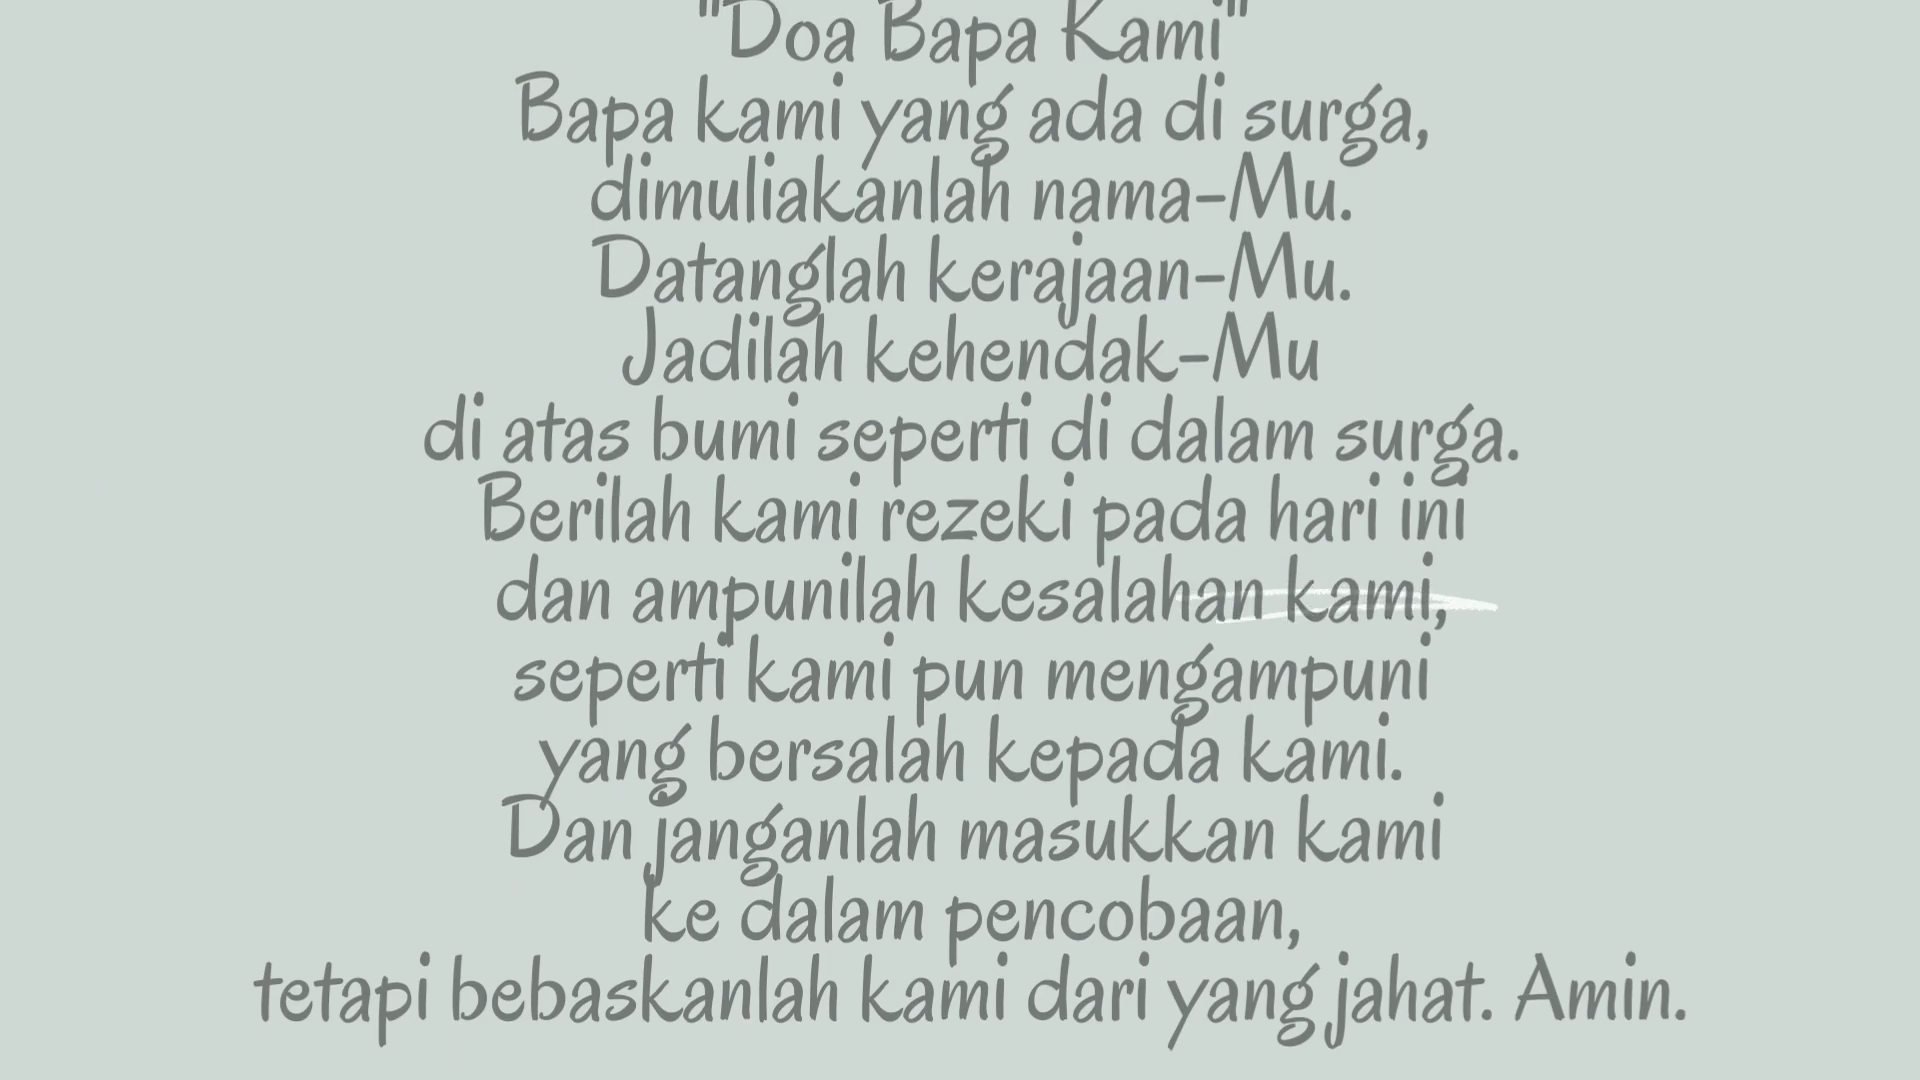 "Doa Bapa Kami"
Bapa kami yang ada di surga,
dimuliakanlah nama-Mu.
Datanglah kerajaan-Mu.
Jadilah kehendak-Mu
di atas bumi seperti di dalam surga.
Berilah kami rezeki pada hari ini
dan ampunilah kesalahan kami,
seperti kami pun mengampuni
yang bersalah kepada kami.
Dan janganlah masukkan kami
ke dalam pencobaan,
tetapi bebaskanlah kami dari yang jahat. Amin.